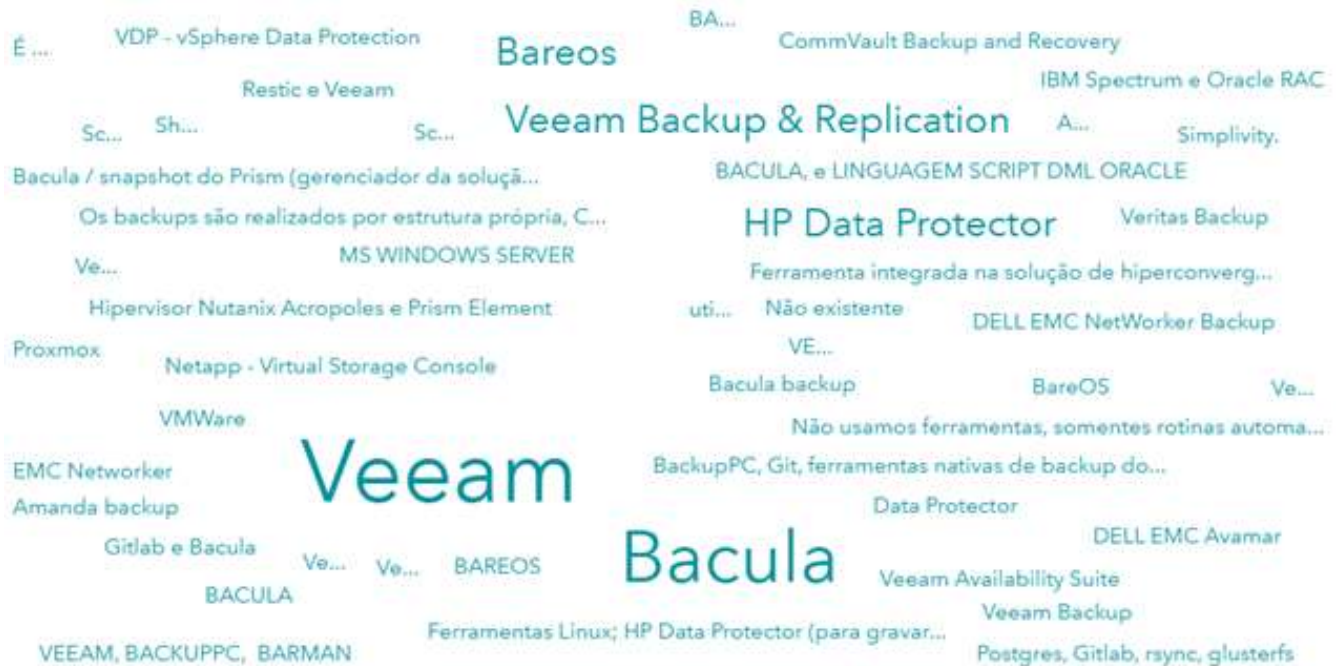 BA...
É ...
VDP - vSphere Data Protection
Bareos
CommVault Backup and Recovery
Restic e Veeam
IBM Spectrum e Oracle RAC
Sc...
Sh...
Sc...
Veeam Backup & Replication
A...
Simplivity.
Bacula / snapshot do Prism (gerenciador da soluçã...
BACULA, e LINGUAGEM SCRIPT DML ORACLE
Os backups são realizados por estrutura própria, C...
HP Data Protector
Veritas Backup
Ve...
MS WINDOWS SERVER
Ferramenta integrada na solução de hiperconverg...
Hipervisor Nutanix Acropoles e Prism Element
uti...
Não existente
DELL EMC NetWorker Backup
Proxmox
VE...
Netapp - Virtual Storage Console
Bacula backup
BareOS
Ve...
VMWare
Não usamos ferramentas, somentes rotinas automa...
EMC Networker
Veeam
BackupPC, Git, ferramentas nativas de backup do...
Amanda backup
Data Protector
Gitlab e Bacula
DELL EMC Avamar
Ve...
Ve...
BAREOS
Bacula
Veeam Availability Suite
BACULA
Veeam Backup
Ferramentas Linux; HP Data Protector (para gravar...
VEEAM, BACKUPPC, BARMAN
Postgres, Gitlab, rsync, glusterfs